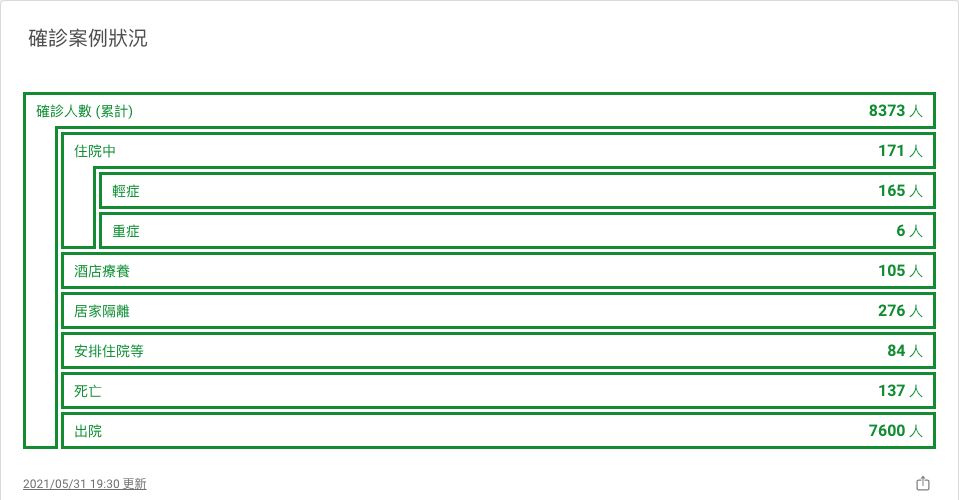 確診案例狀況
確診人數 (累計) 8373 人
住院中 171 人
輕症 165 人
重症 6 人
酒店療養 105 人
居家隔離 276 人
安排住院等 84 人
死亡 137 人
出院 7600 人
2021/05/31 19:30 更新